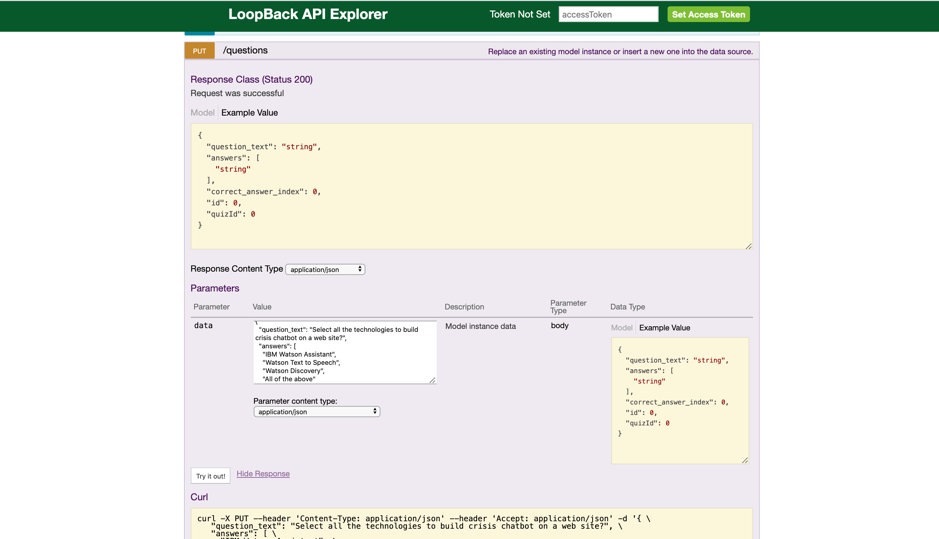 LoopBack API Explorer
Token Not Set accessToken Set Access Token
PUT /questions Replace an existing model instance or insert a new one into the data source.
Response Class (Status 200)
Request was successful
Model Example Value
{
"question_text": "string",
"answers": [
"string"
],
"correct_answer_index": 0,
"id": 0,
"quizId": 0
}
Response Content Type application/json
Parameters
Parameter Value Description Parameter Type Data Type
data
"question_text": "Select all the technologies to build
crisis chatbot on a web site?",
"answers": [
"IBM Watson Assistant",
"Watson Text to Speech",
"Watson Discovery",
"All of the above"
Parameter content type:
application/json
Model instance data
body
Model Example Value
{
"question_text": "string",
"answers": [
"string"
],
"correct_answer_index": 0,
"id": 0,
"quizId": 0
}
Try it out! Hide Response
Curl
curl -X PUT --header 'Content-Type: application/json' --header 'Accept: application/json' -d '{ \
"question_text": "Select all the technologies to build crisis chatbot on a web site?", \
"answers": [ \